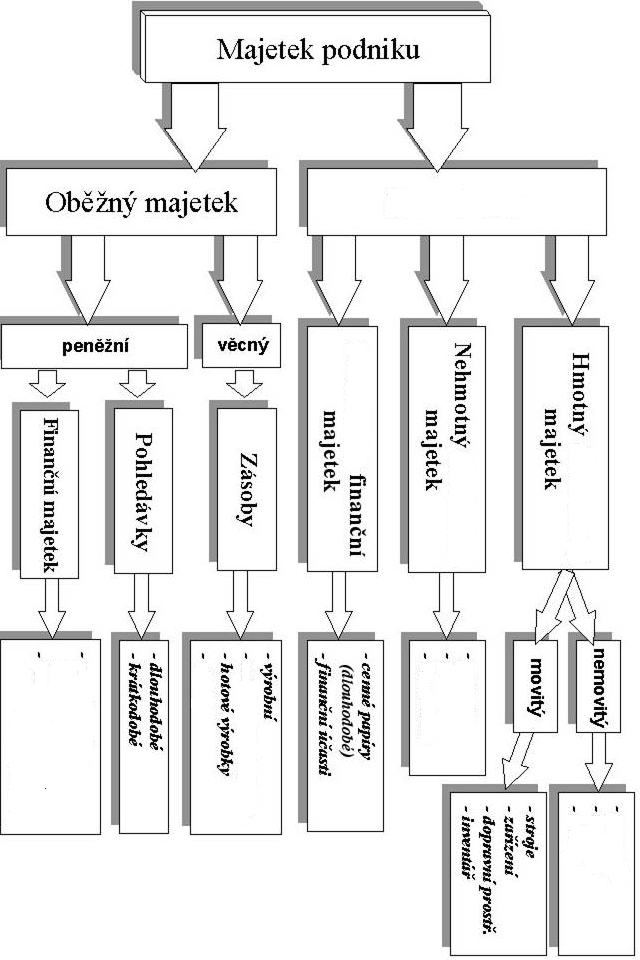 Majetek podniku
Oběžný majetek
peněžní
věcný
Finanční majetek
Pohledávky
Zásoby
finanční
majetek
Nehmotný
majetek
Hmotný
majetek
movitý
nemovitý
-
-
- dlouhodobé
- krátkodobé
- výrobní
-
- hotové výrobky
-
- cenné papíry
(dlouhodobé)
- finanční účasti
-
-
-
- stroje
- zařízení
- dopravní prostř.
- inventář
-
-
-